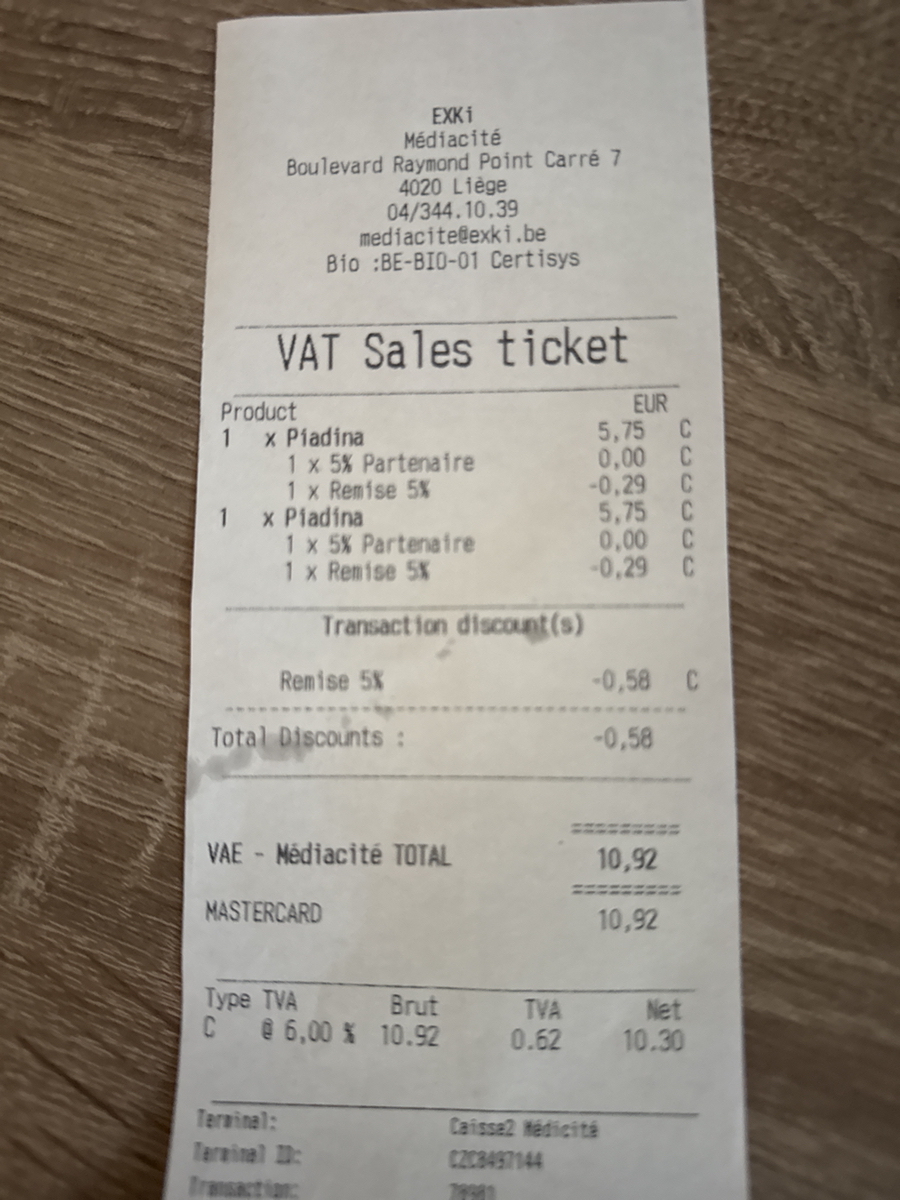 EXKi
Médiacité
Boulevard Raymond Point Carré 7
4020 Liège
04/344.10.39
mediacite@exki.be
Bio :BE-BIO-01 Certisys
VAT Sales ticket
Product EUR
1 x Piadina 5,75 C
1 x 5% Partenaire 0,00 C
1 x Remise 5% -0,29 C
1 x Piadina 5,75 C
1 x 5% Partenaire 0,00 C
1 x Remise 5% -0,29 C
Transaction discount(s)
Remise 5% -0,58 C
Total Discounts : -0,58
=========
VAE - Médiacité TOTAL 10,92
=========
MASTERCARD 10,92
Type TVA Brut TVA Net
C @ 6,00 % 10.92 0.62 10.30
Terminal: Caisse2 Médicité
Terminal ID: CZC8497144
Transaction: